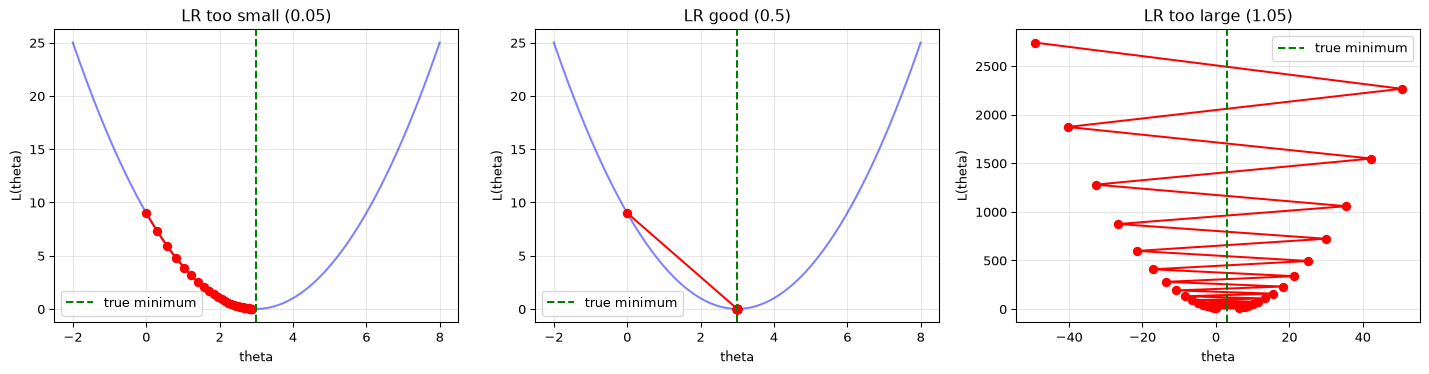 LR too small (0.05)
25
20
15
10
5
0
L(theta)
true minimum
−2
0
2
4
6
8
theta
LR good (0.5)
25
20
15
10
5
0
L(theta)
true minimum
−2
0
2
4
6
8
theta
LR too large (1.05)
true minimum
2500
2000
1500
1000
500
0
L(theta)
−40
−20
0
20
40
theta